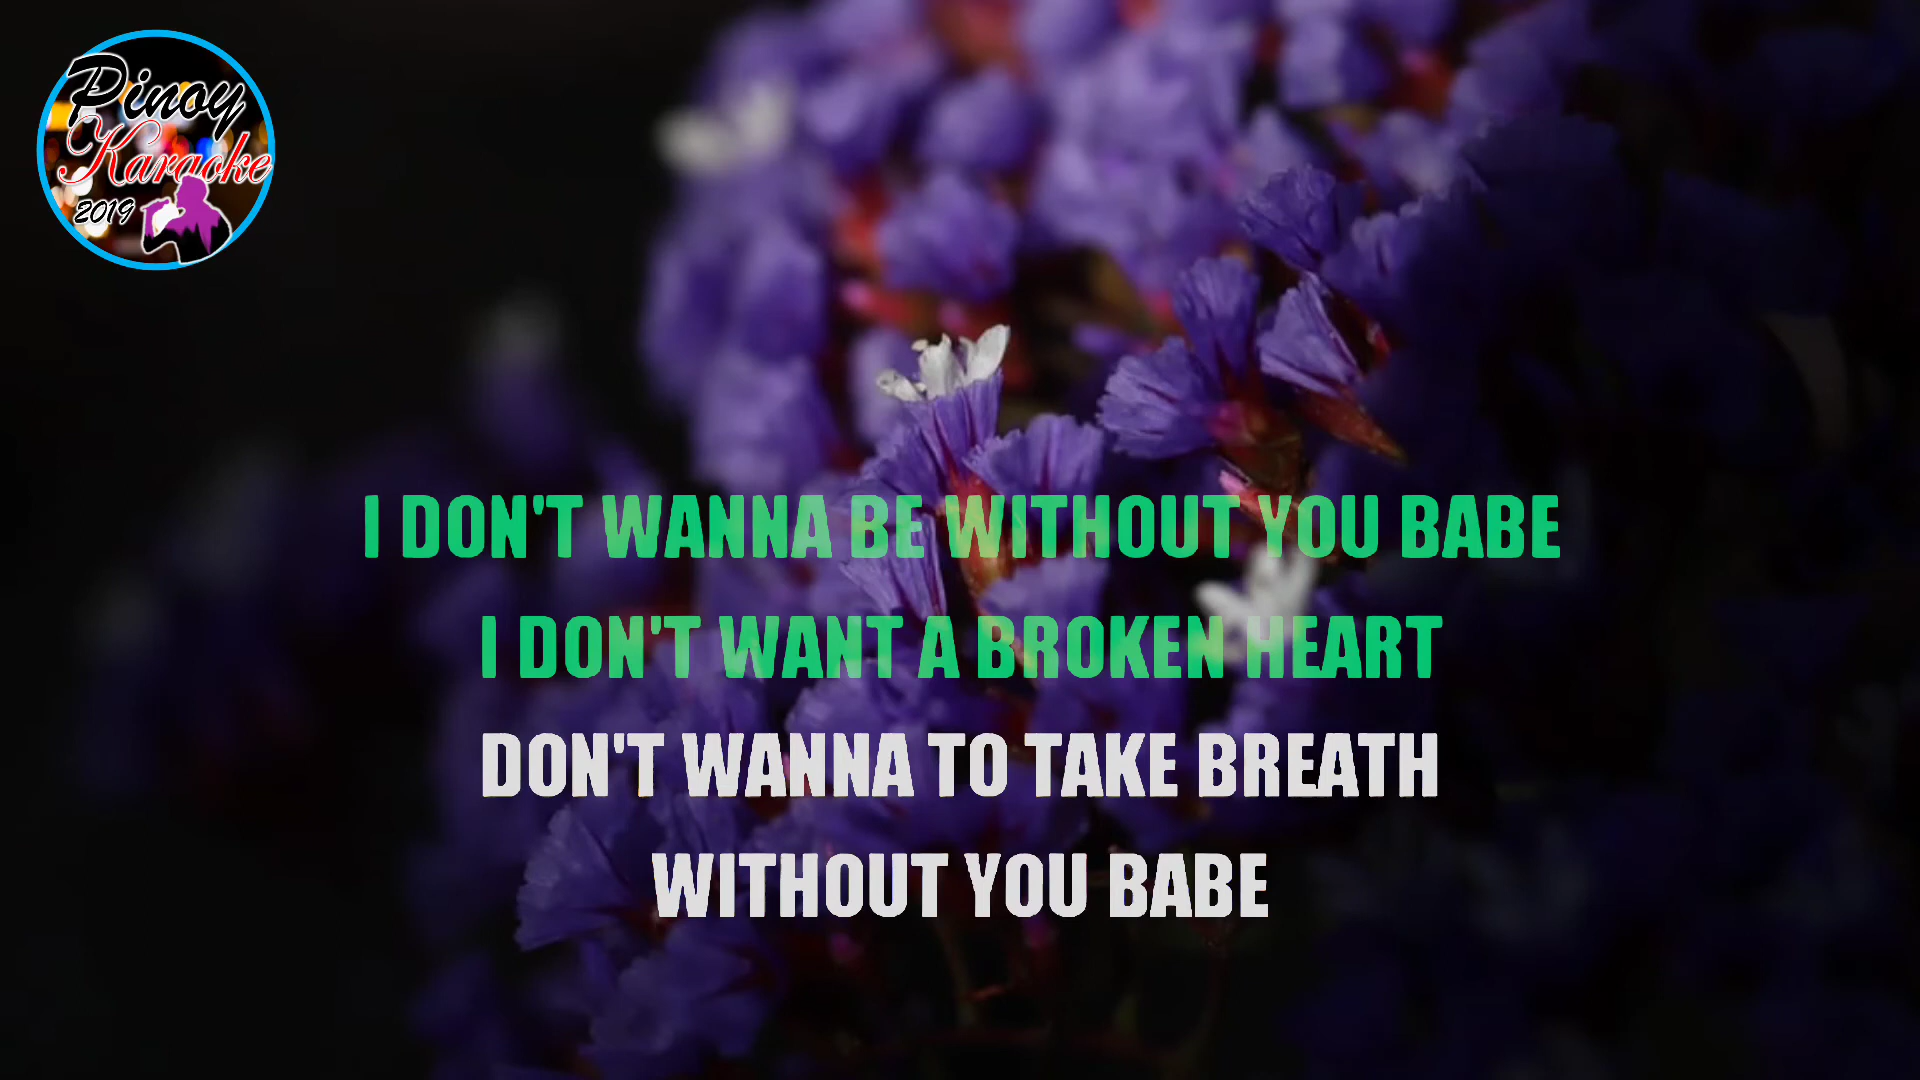 Pinoy
Karaoke
2019
I DON'T WANNA BE WITHOUT YOU BABE
I DON'T WANT A BROKEN HEART
DON'T WANNA TO TAKE BREATH
WITHOUT YOU BABE